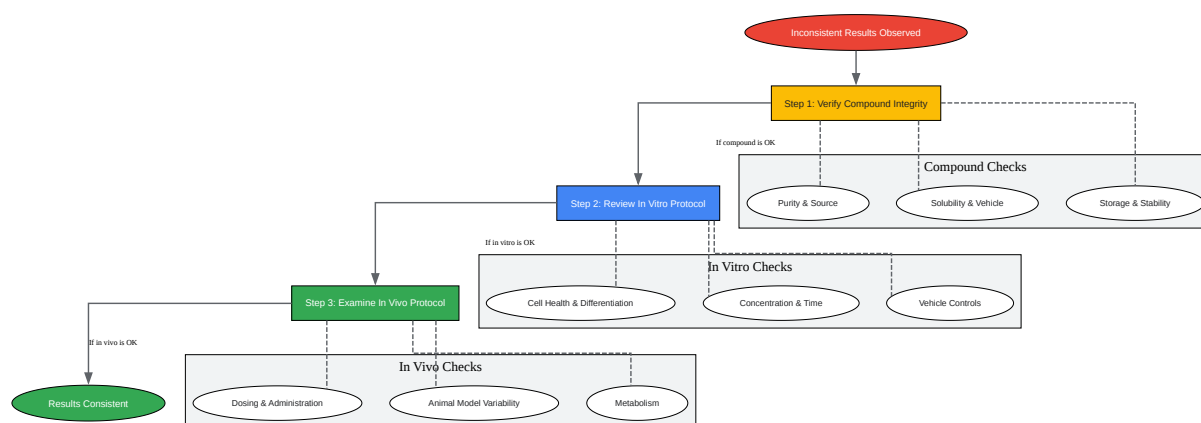 Inconsistent Results Observed
Step 1: Verify Compound Integrity
If compound is OK
Compound Checks
Purity & Source
Solubility & Vehicle
Storage & Stability
Step 2: Review In Vitro Protocol
If in vitro is OK
In Vitro Checks
Cell Health & Differentiation
Concentration & Time
Vehicle Controls
Step 3: Examine In Vivo Protocol
If in vivo is OK
In Vivo Checks
Dosing & Administration
Animal Model Variability
Metabolism
Results Consistent